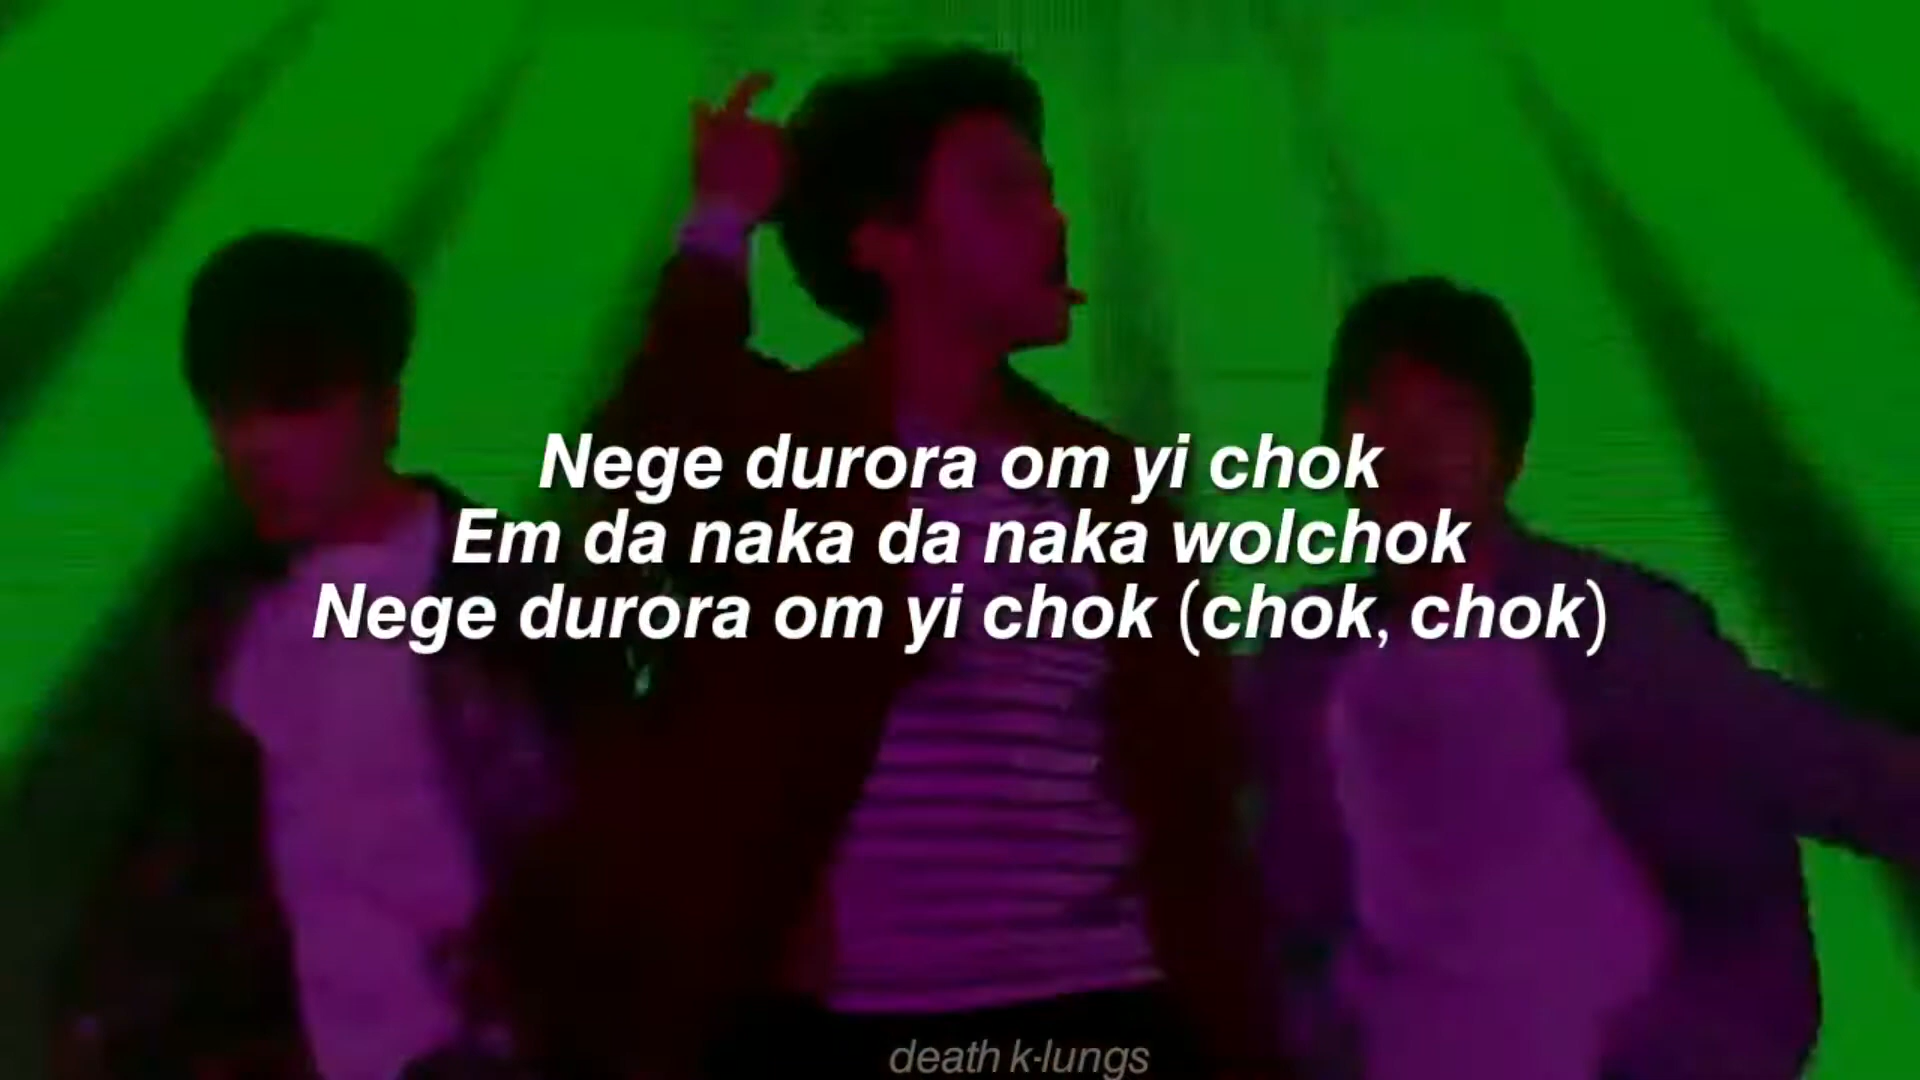 Nege durora om yi chok
Em da naka da naka wolchok
Nege durora om yi chok (chok, chok)
death k-lungs